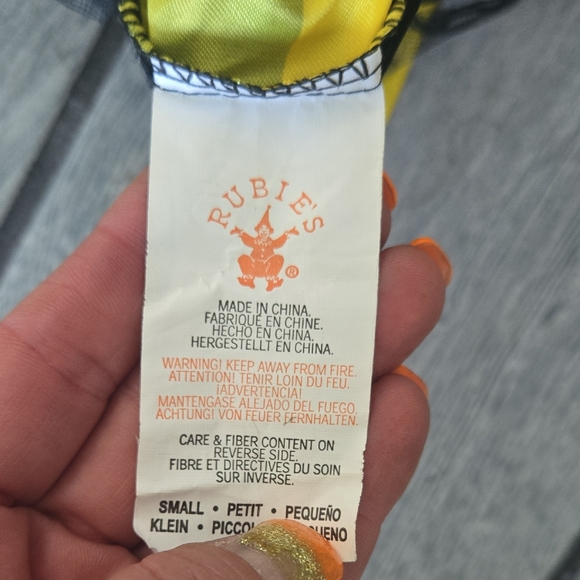 RUBIE'S
®
MADE IN CHINA.
FABRIQUÉ EN CHINE.
HECHO EN CHINA.
HERGESTELLT EN CHINA.
WARNING! KEEP AWAY FROM FIRE.
ATTENTION! TENIR LOIN DU FEU.
¡ADVERTENCIA!
MANTENGASE ALEJADO DEL FUEGO.
ACHTUNG! VON FEUER FERNHALTEN.
CARE & FIBER CONTENT ON
REVERSE SIDE.
FIBRE ET DIRECTIVES DU SOIN
SUR INVERSE.
SMALL • PETIT • PEQUEÑO
KLEIN •